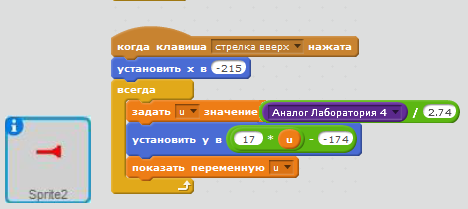 когда клавиша стрелка вверх нажата
установить x в -215
всегда
задать u значение Аналог Лаборатория 4 / 2.74
установить y в 17 * u - -174
показать переменную u
i
Sprite2